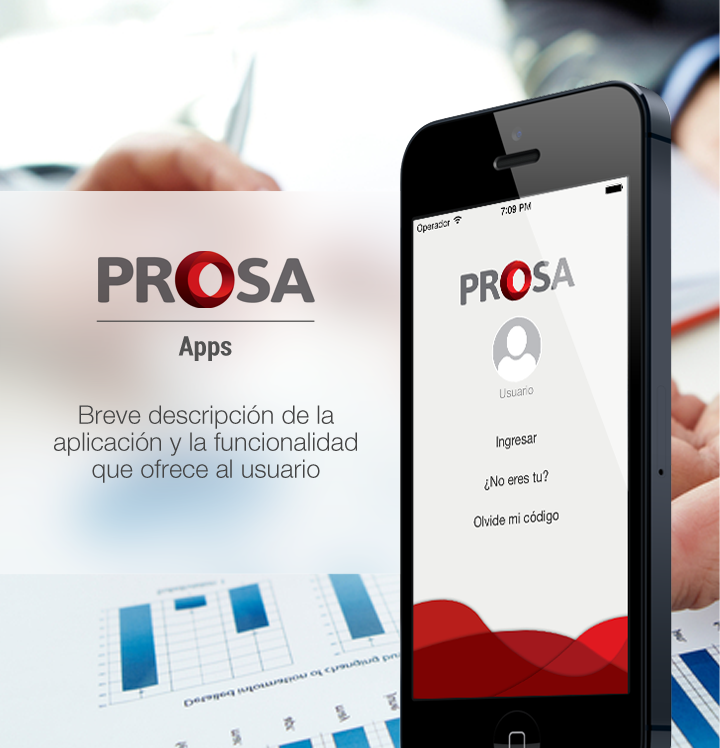 PROSA
Apps
Breve descripción de la
aplicación y la funcionalidad
que ofrece al usuario
Operador
7:09 PM
PROSA
Usuario
Ingresar
¿No eres tu?
Olvide mi código
Detailed information of changing